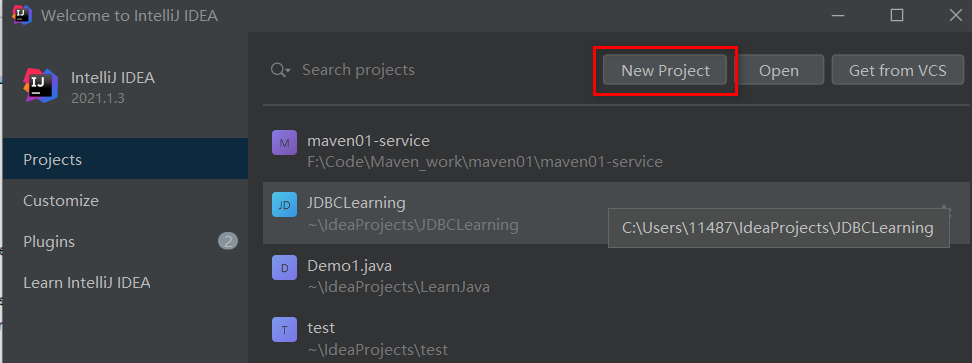 Welcome to IntelliJ IDEA
IJ
IntelliJ IDEA
2021.1.3
Search projects
New Project
Open
Get from VCS
Projects
Customize
Plugins
2
Learn IntelliJ IDEA
M
maven01-service
F:\Code\Maven_work\maven01\maven01-service
JD
JDBCLearning
~\IdeaProjects\JDBCLearning
C:\Users\11487\IdeaProjects\JDBCLearning
D
Demo1.java
~\IdeaProjects\LearnJava
T
test
~\IdeaProjects\test